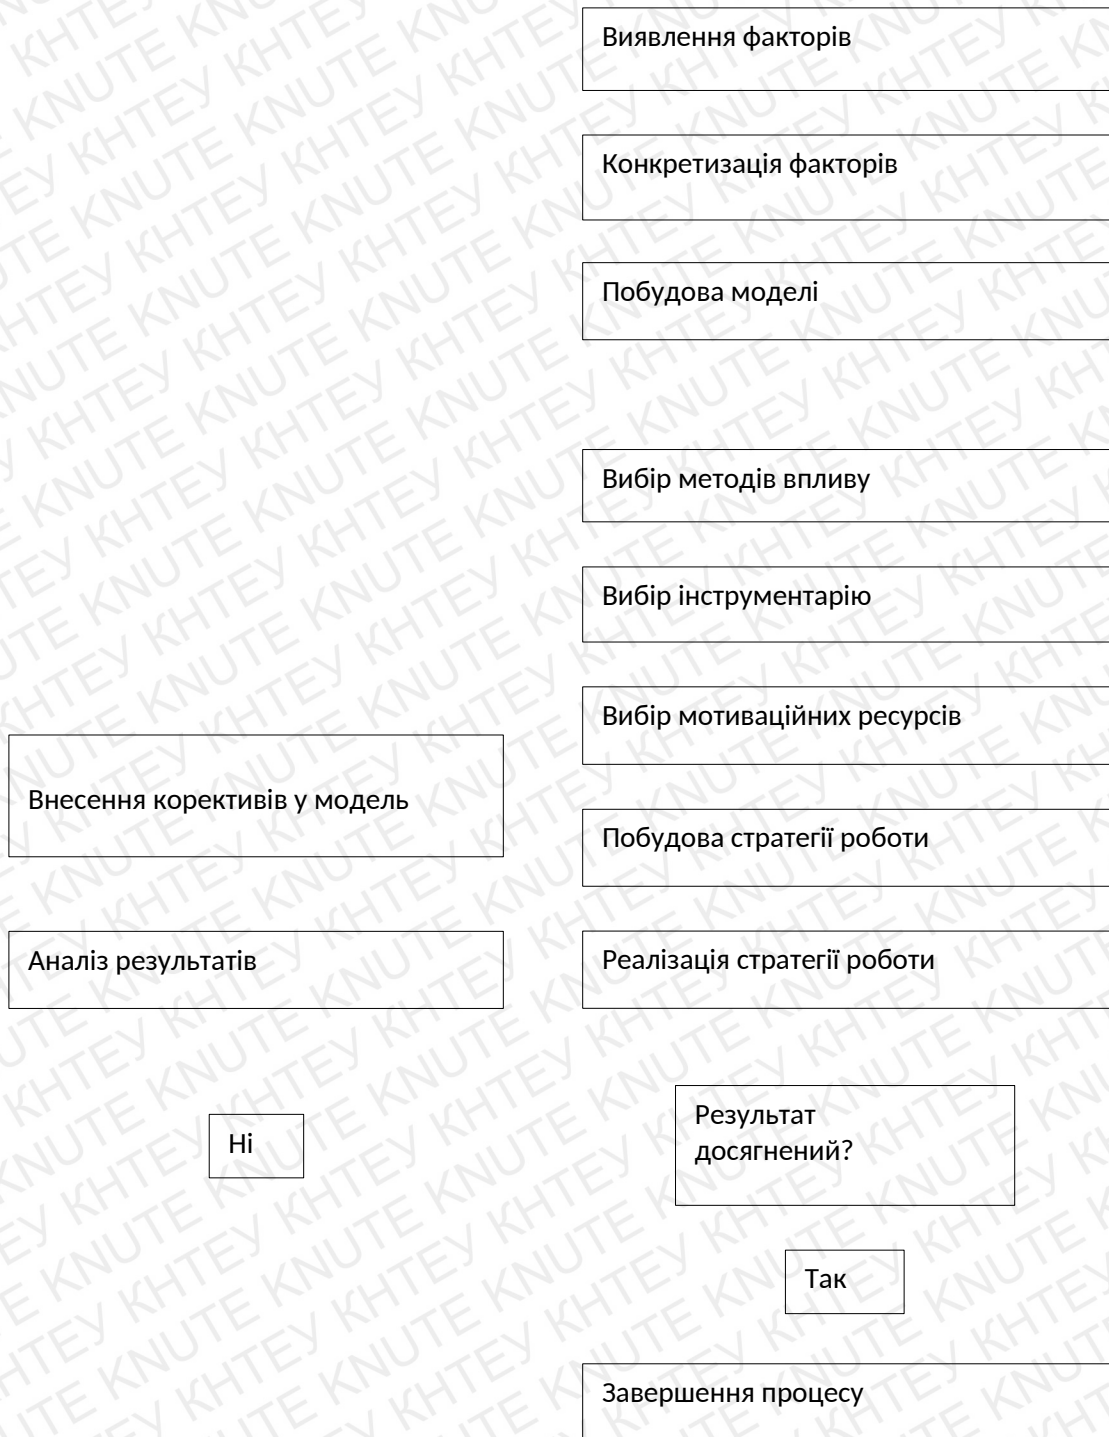 Виявлення факторів
Конкретизація факторів
Побудова моделі
Вибір методів впливу
Вибір інструментарію
Вибір мотиваційних ресурсів
Внесення корективів у модель
Побудова стратегії роботи
Аналіз результатів
Реалізація стратегії роботи
Результат
досягнений?
Ні
Так
Завершення процесу